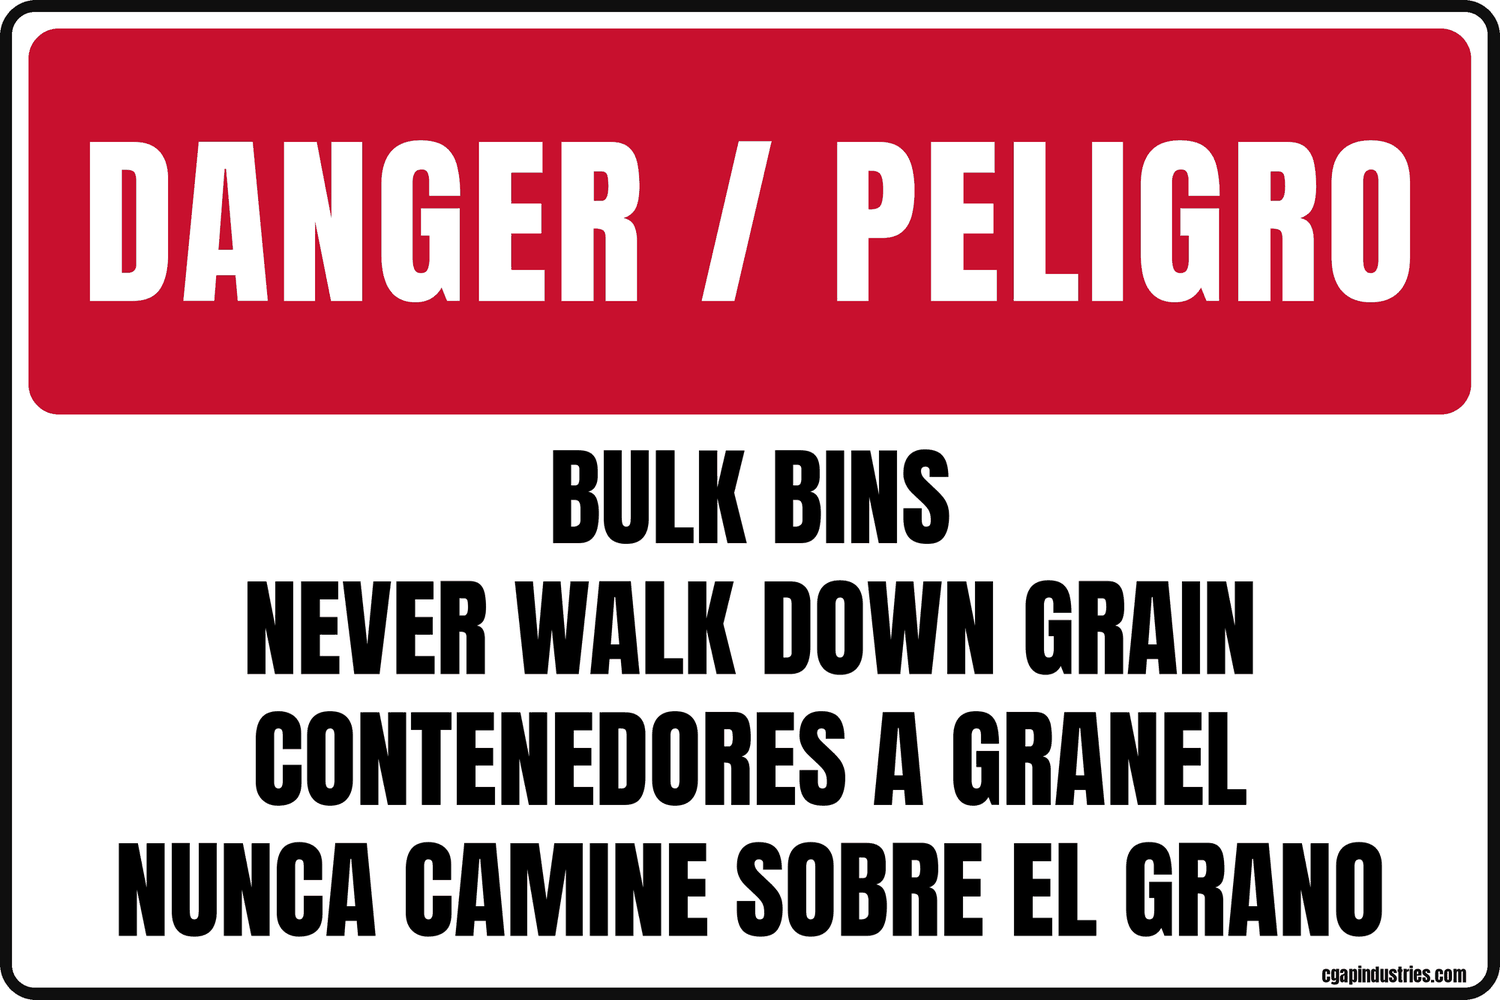 DANGER / PELIGRO
BULK BINS
NEVER WALK DOWN GRAIN
CONTENEDORES A GRANEL
NUNCA CAMINE SOBRE EL GRANO
cgapindustries.com